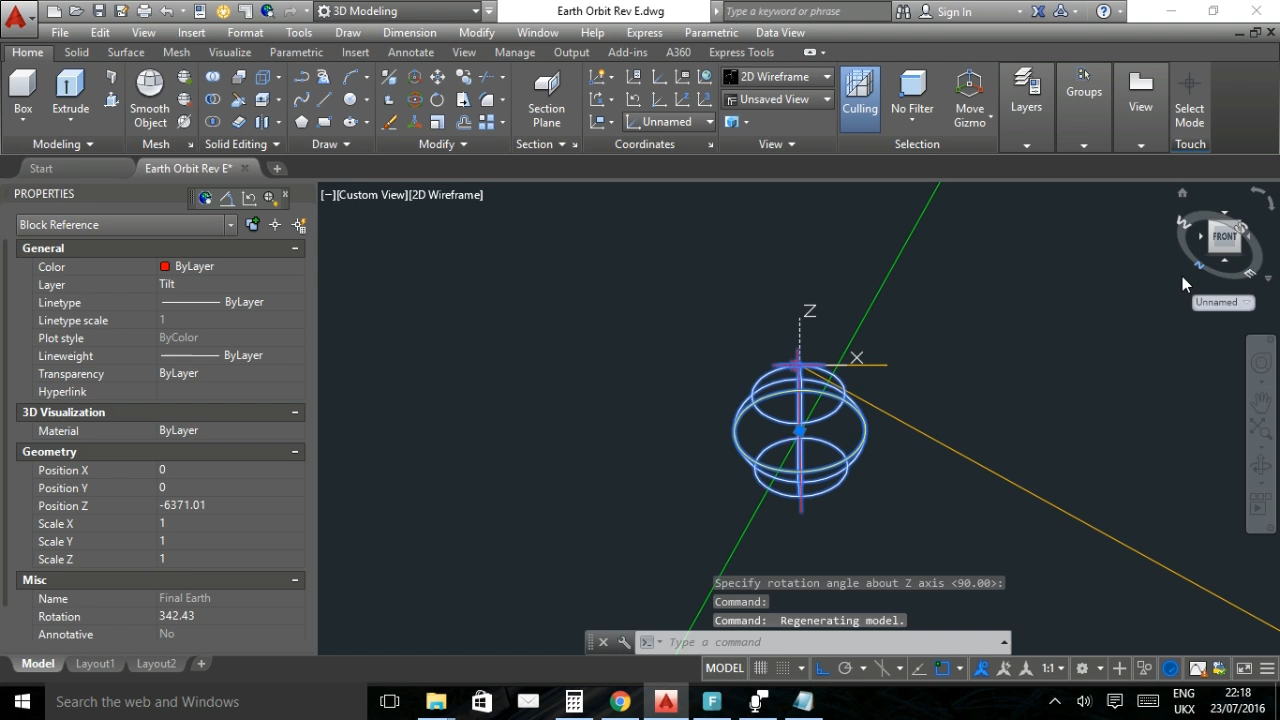 3D Modeling
Earth Orbit Rev E.dwg
Type a keyword or phrase
Sign In
File Edit View Insert Format Tools Draw Dimension Modify Window Help Express Parametric Data View
Home Solid Surface Mesh Visualize Parametric Insert Annotate View Manage Output Add-ins A360 Express Tools
Box
Extrude
Smooth Object
Section Plane
2D Wireframe
Unsaved View
Unnamed
Culling
No Filter
Move Gizmo
Layers
Groups
View
Select Mode
Modeling
Mesh
Solid Editing
Draw
Modify
Section
Coordinates
View
Selection
Touch
Start
Earth Orbit Rev E*
PROPERTIES
[−][Custom View][2D Wireframe]
Block Reference
General
Color ByLayer
Layer Tilt
Linetype ByLayer
Linetype scale 1
Plot style ByColor
Lineweight ByLayer
Transparency ByLayer
Hyperlink
3D Visualization
Material ByLayer
Geometry
Position X 0
Position Y 0
Position Z -6371.01
Scale X 1
Scale Y 1
Scale Z 1
Misc
Name Final Earth
Rotation 342.43
Annotative No
Z
X
W
S
FRONT
N
E
Unnamed
Specify rotation angle about Z axis <90.00>:
Command:
Command: Regenerating model.
Type a command
Model Layout1 Layout2
MODEL
1:1
Search the web and Windows
ENG
UKX
22:18
23/07/2016